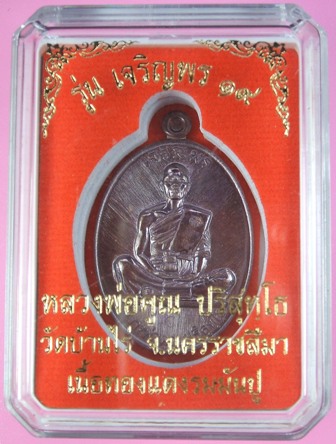 รุ่น เจริญพร ๑๙
หลวงพ่อคูณ ปริสุทฺโธ
วัดบ้านไร่ จ.นครราชสีมา
เนื้อทองแดงรมมันปู